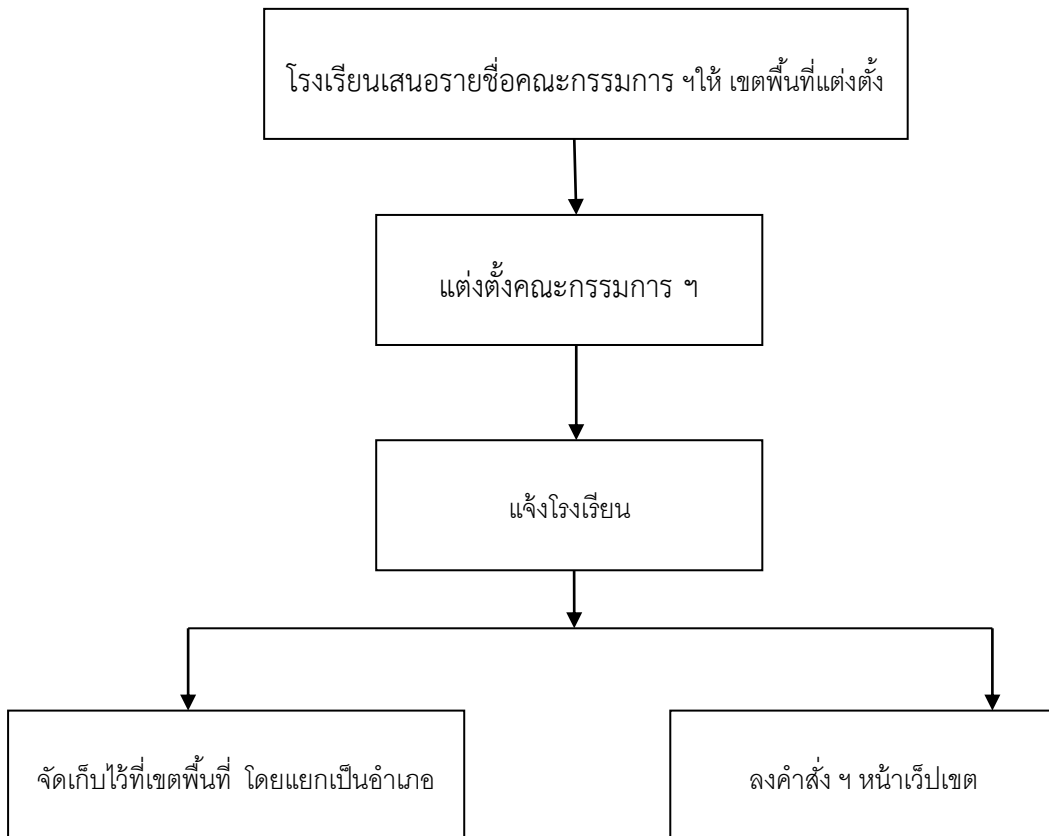 โรงเรียนเสนอรายชื่อคณะกรรมการ ฯให้ เขตพื้นที่แต่งตั้ง
แต่งตั้งคณะกรรมการ ฯ
แจ้งโรงเรียน
จัดเก็บไว้ที่เขตพื้นที่ โดยแยกเป็นอำเภอ
ลงคำสั่ง ฯ หน้าเว็ปเขต